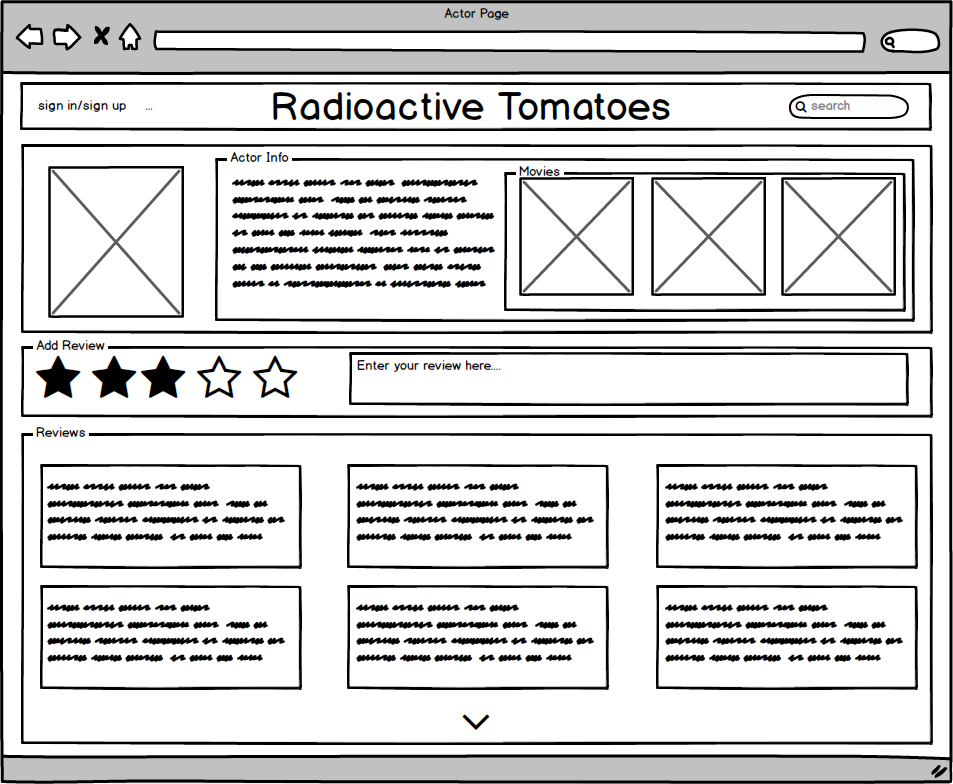 Actor Page
sign in/sign up ...
Radioactive Tomatoes
search
Actor Info
Movies
Add Review
Enter your review here....
Reviews